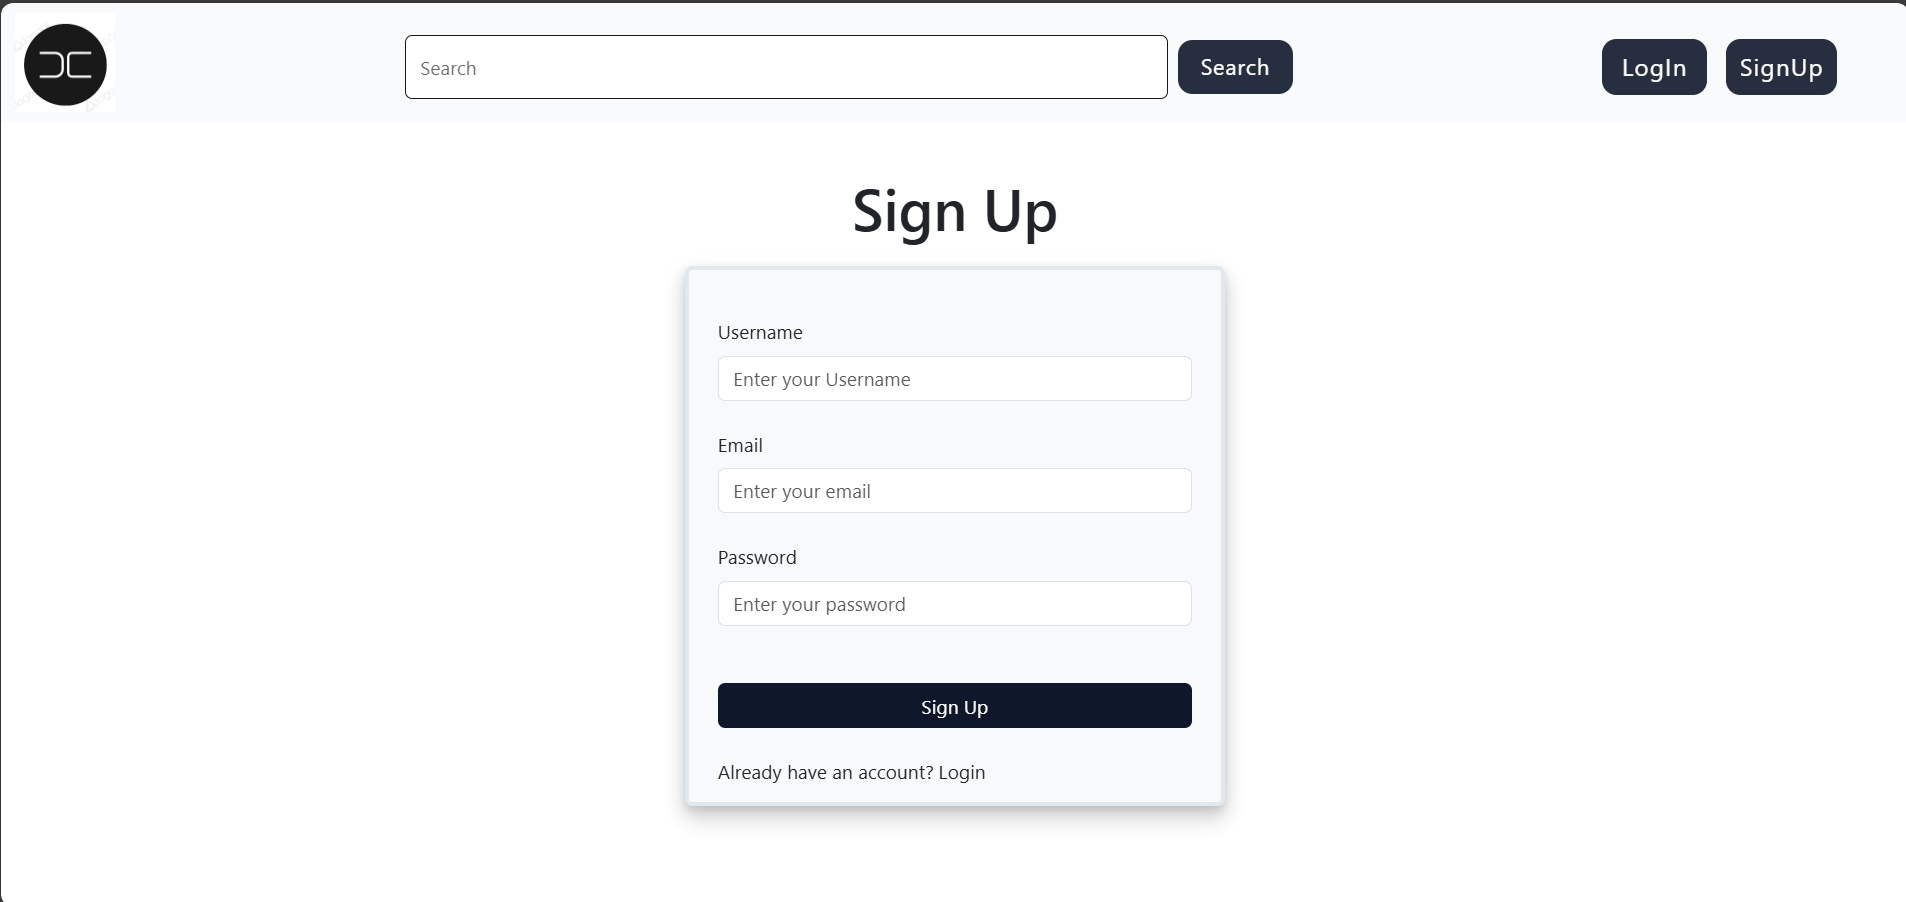 Search
Search
LogIn
SignUp
Sign Up
Username
Enter your Username
Email
Enter your email
Password
Enter your password
Sign Up
Already have an account? Login